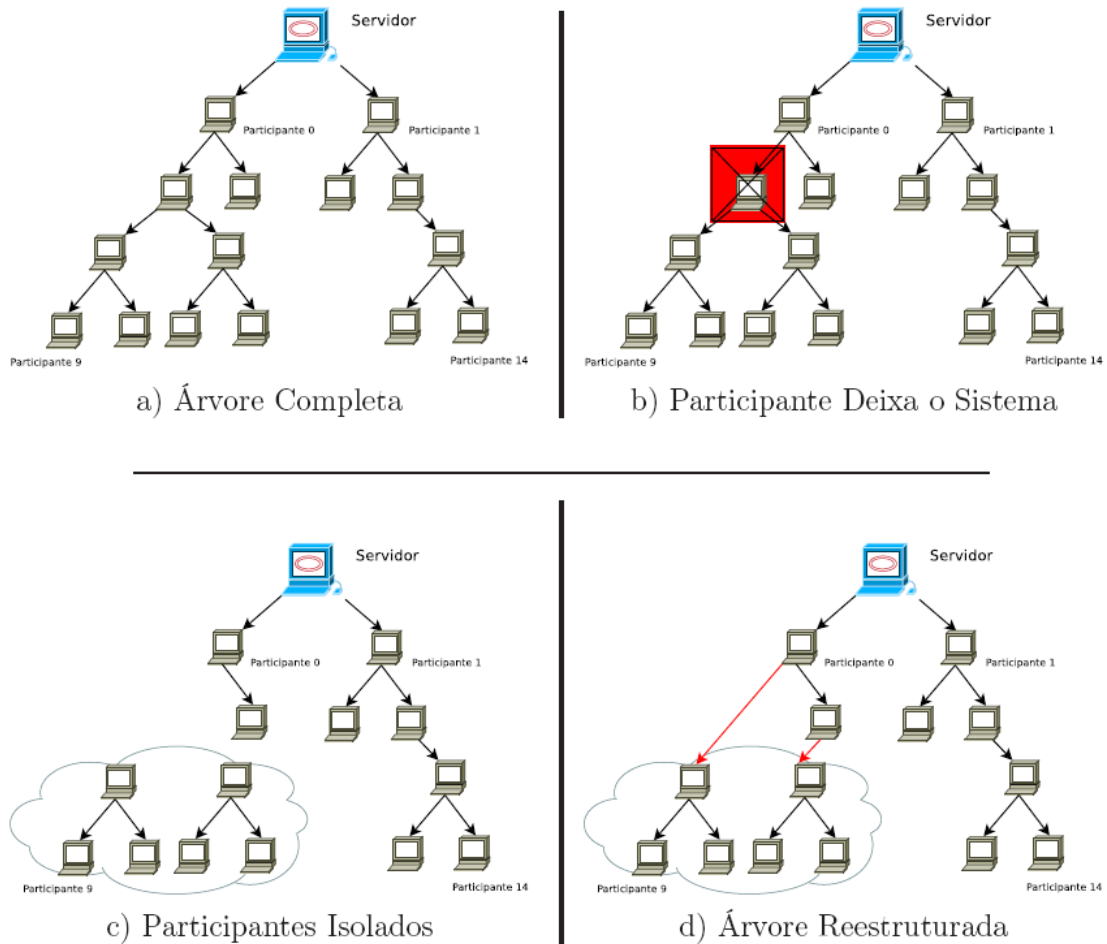 Servidor
Participante 0
Participante 1
Participante 9
Participante 14
a) Árvore Completa
Servidor
Participante 0
Participante 1
Participante 9
Participante 14
b) Participante Deixa o Sistema
Servidor
Participante 0
Participante 1
Participante 9
Participante 14
c) Participantes Isolados
Servidor
Participante 0
Participante 1
Participante 9
Participante 14
d) Árvore Reestruturada